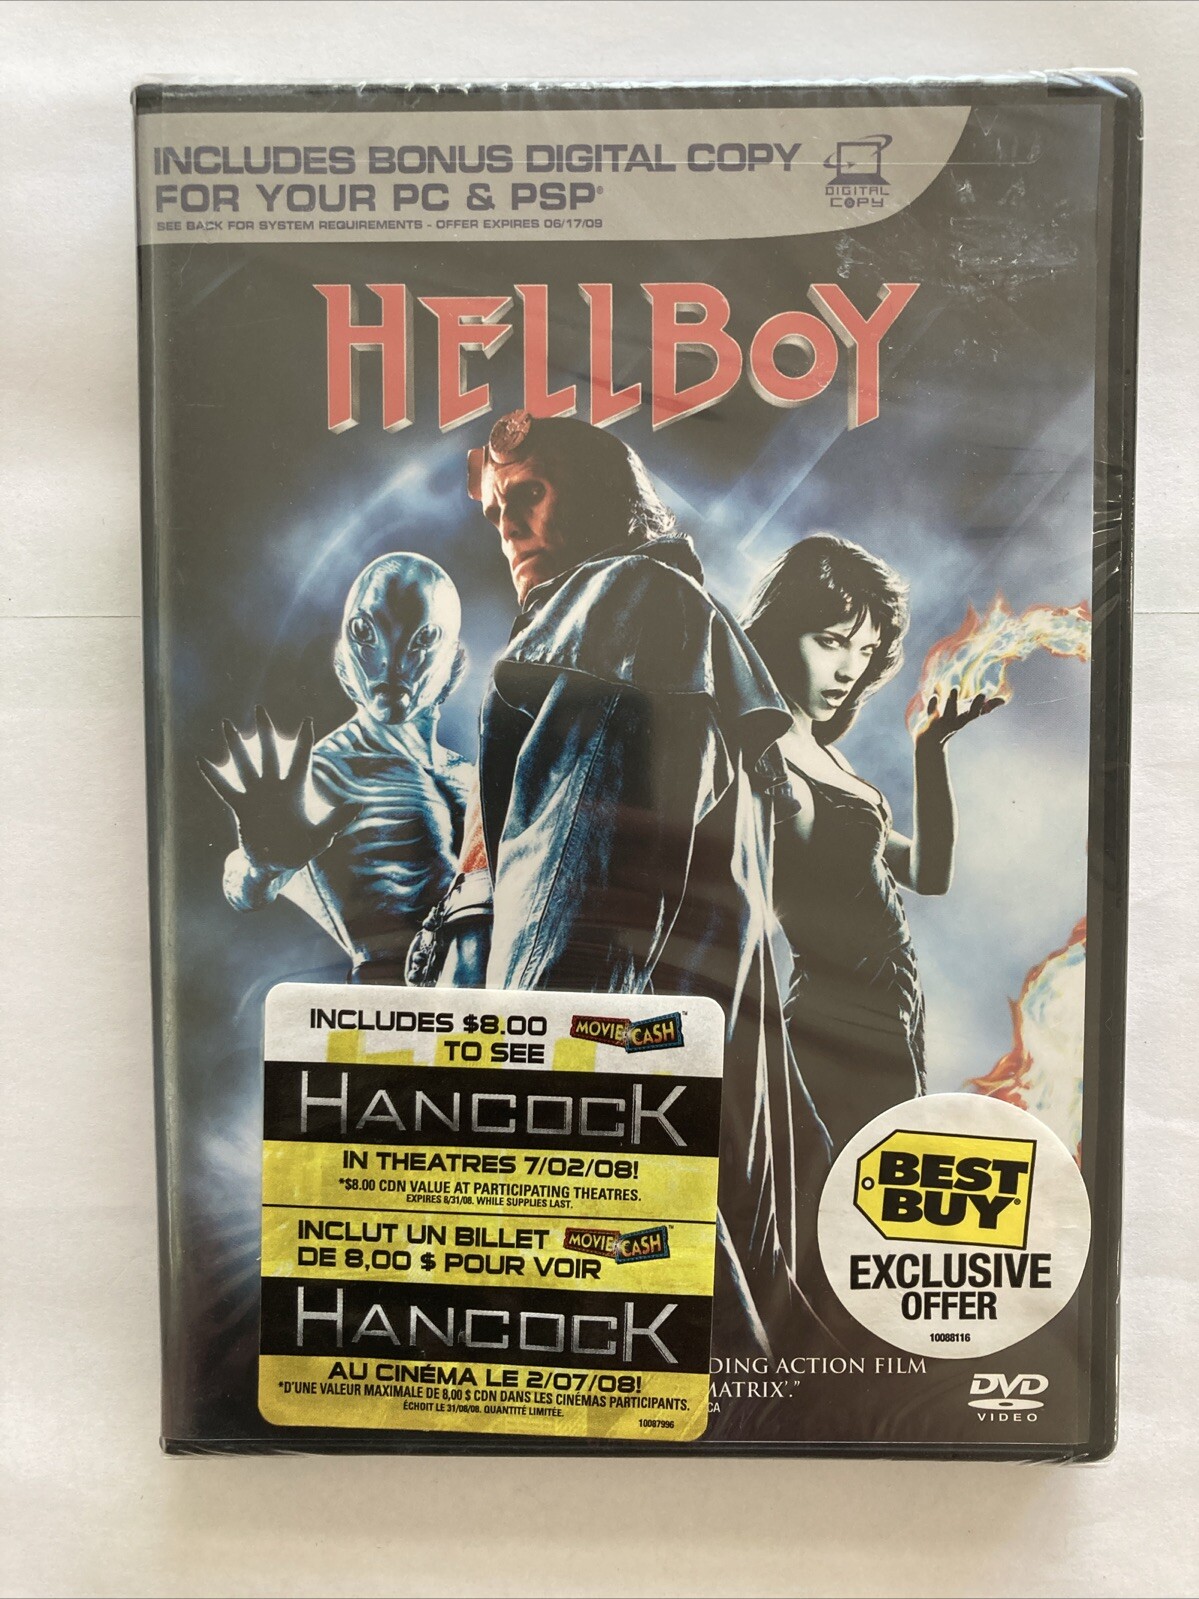 INCLUDES BONUS DIGITAL COPY
FOR YOUR PC & PSP®
SEE BACK FOR SYSTEM REQUIREMENTS - OFFER EXPIRES 06/17/09
DIGITAL
COPY
HELLBOY
INCLUDES $8.00
TO SEE
MOVIE CASH™
HANCOCK
IN THEATRES 7/02/08!
*$8.00 CDN VALUE AT PARTICIPATING THEATRES.
EXPIRES 8/31/08. WHILE SUPPLIES LAST.
INCLUT UN BILLET
DE 8,00 $ POUR VOIR
MOVIE CASH™
HANCOCK
AU CINÉMA LE 2/07/08!
*D'UNE VALEUR MAXIMALE DE 8,00 $ CDN DANS LES CINÉMAS PARTICIPANTS.
ÉCHOIT LE 31/08/08. QUANTITÉ LIMITÉE.
10087996
BEST
BUY®
EXCLUSIVE
OFFER
10088116
DING ACTION FILM
MATRIX'."
CA
DVD
VIDEO